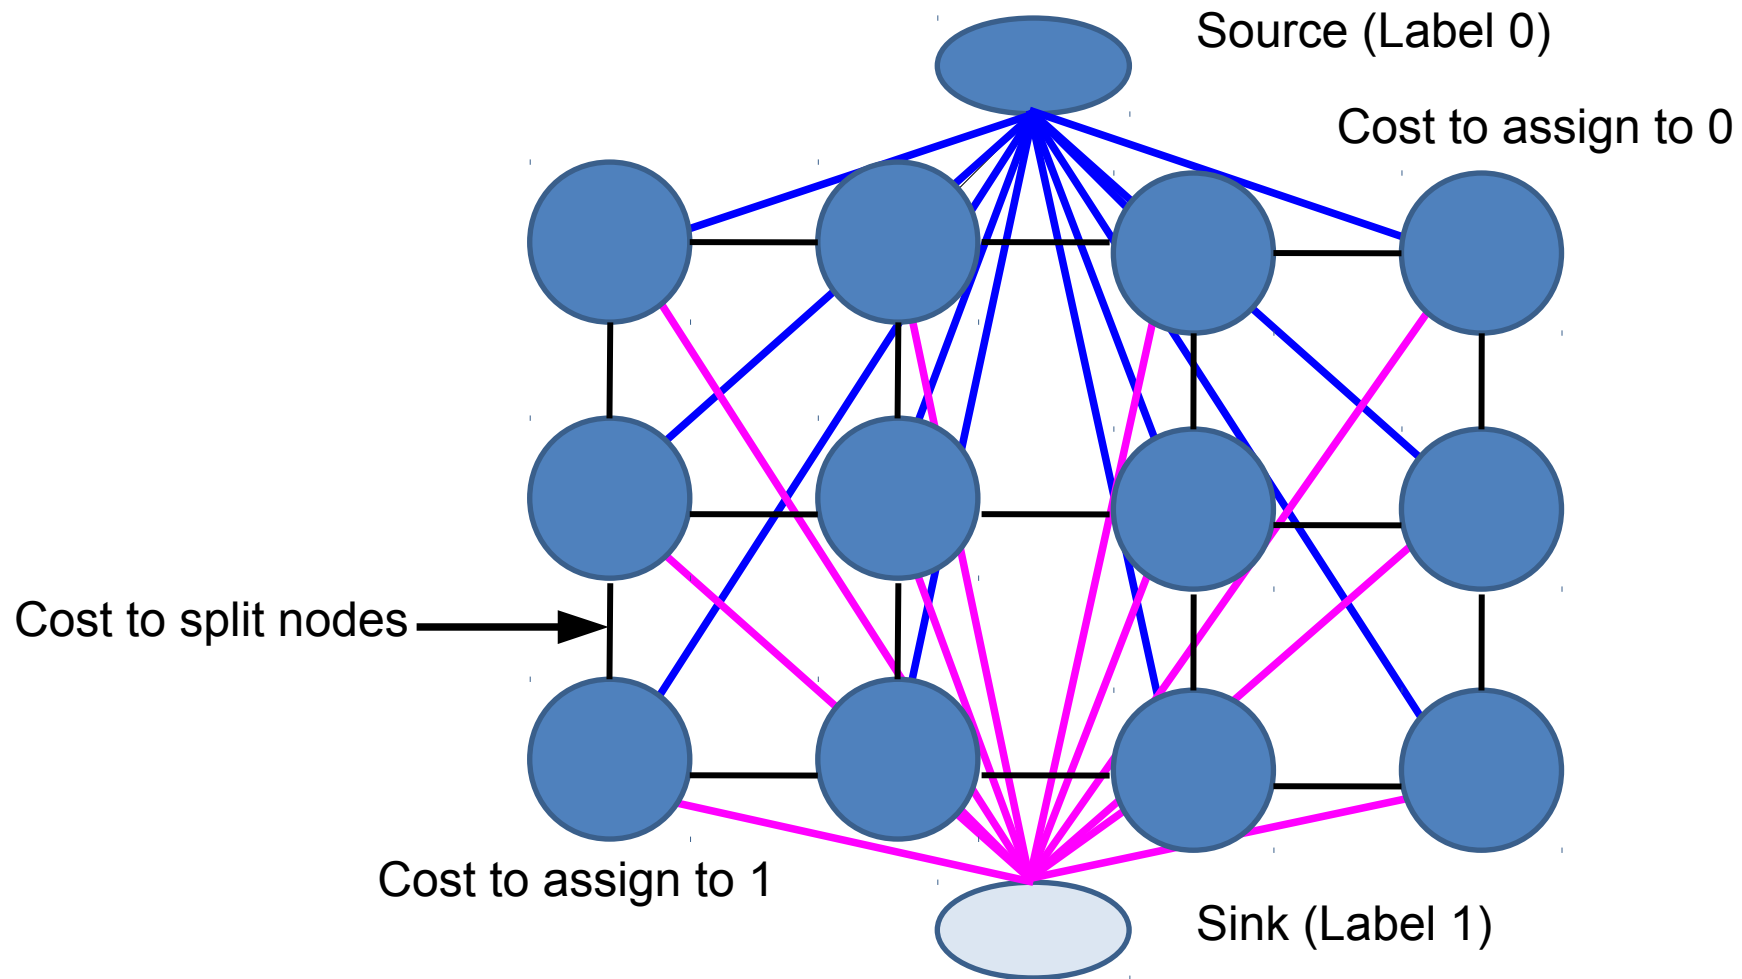 Source (Label 0)
Cost to assign to 0
Cost to split nodes
Cost to assign to 1
Sink (Label 1)